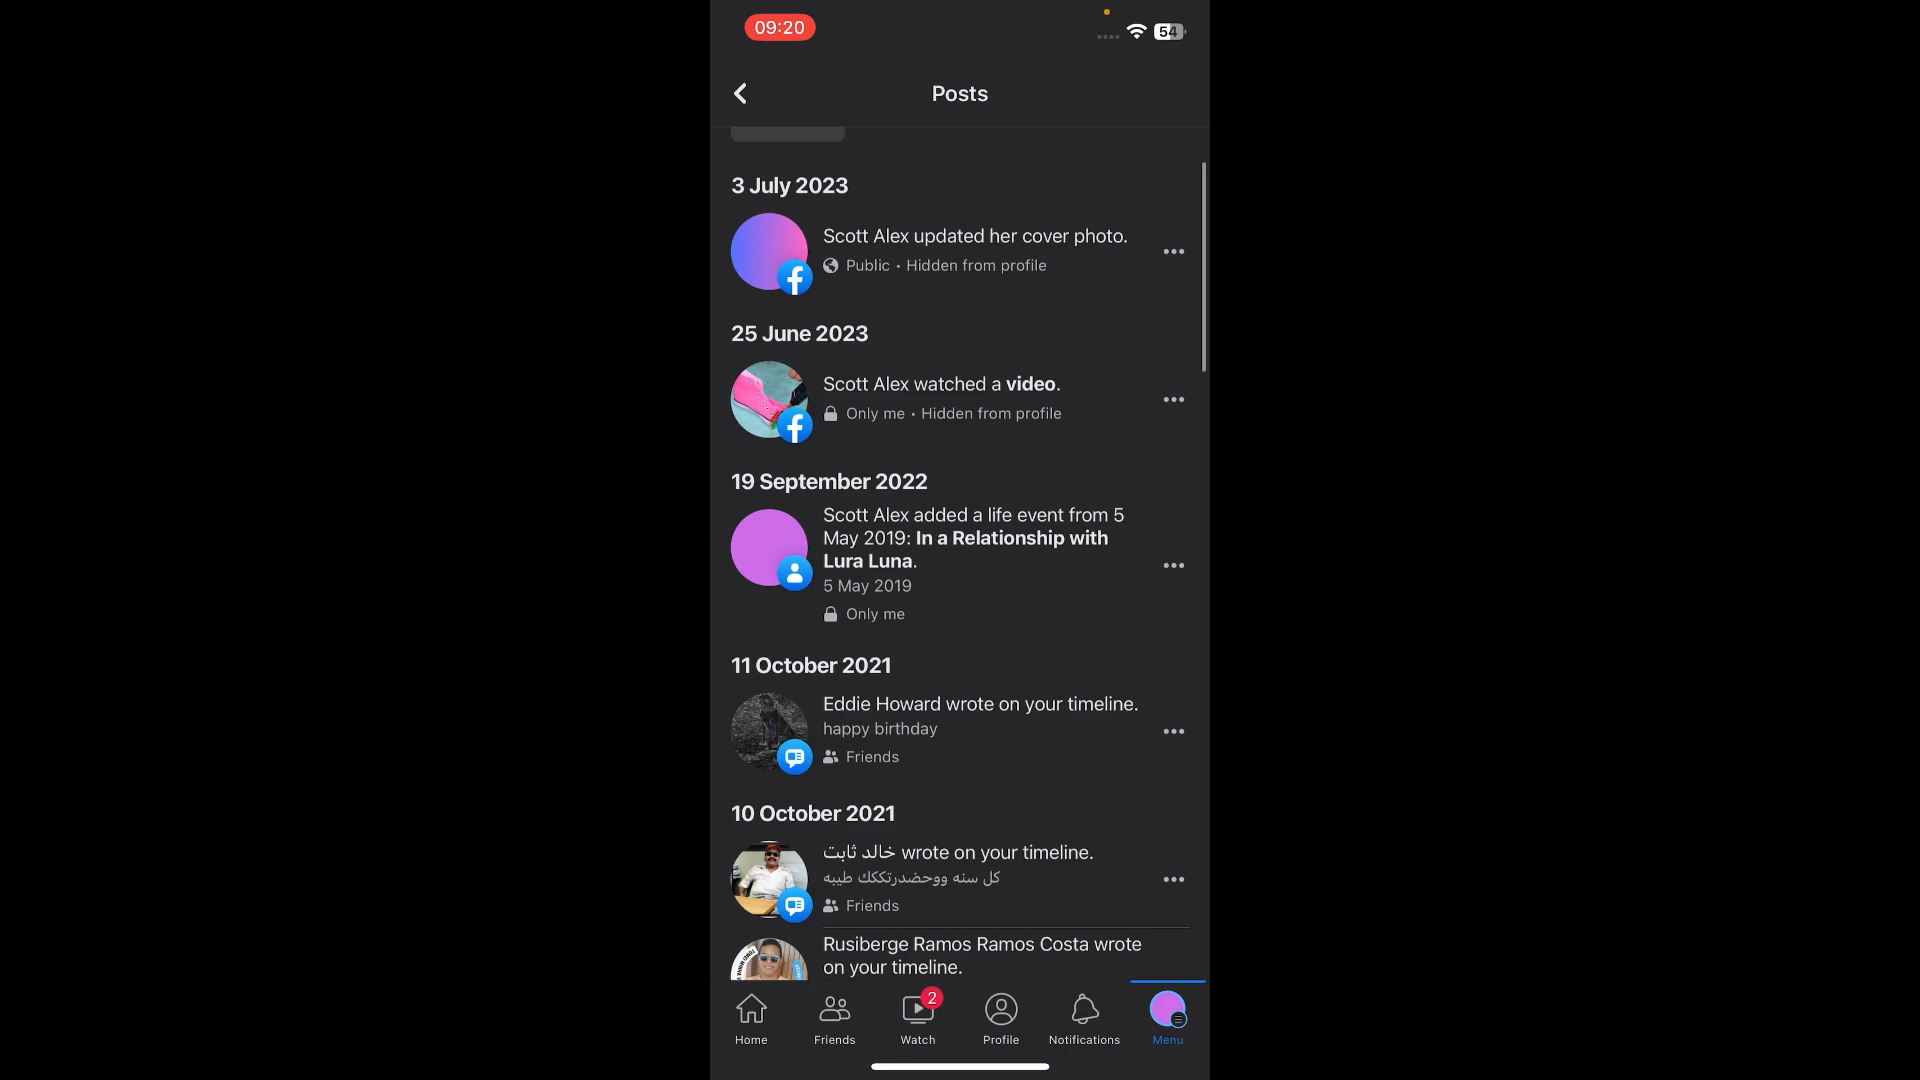 09:20
54
Posts
3 July 2023
Scott Alex updated her cover photo.
Public • Hidden from profile
25 June 2023
Scott Alex watched a video.
Only me • Hidden from profile
19 September 2022
Scott Alex added a life event from 5
May 2019: In a Relationship with
Lura Luna.
5 May 2019
Only me
11 October 2021
Eddie Howard wrote on your timeline.
happy birthday
Friends
10 October 2021
خالد ثابت wrote on your timeline.
كل سنه ووحضدرتككك طيبه
Friends
Rusiberge Ramos Ramos Costa wrote
on your timeline.
2
Home
Friends
Watch
Profile
Notifications
Menu